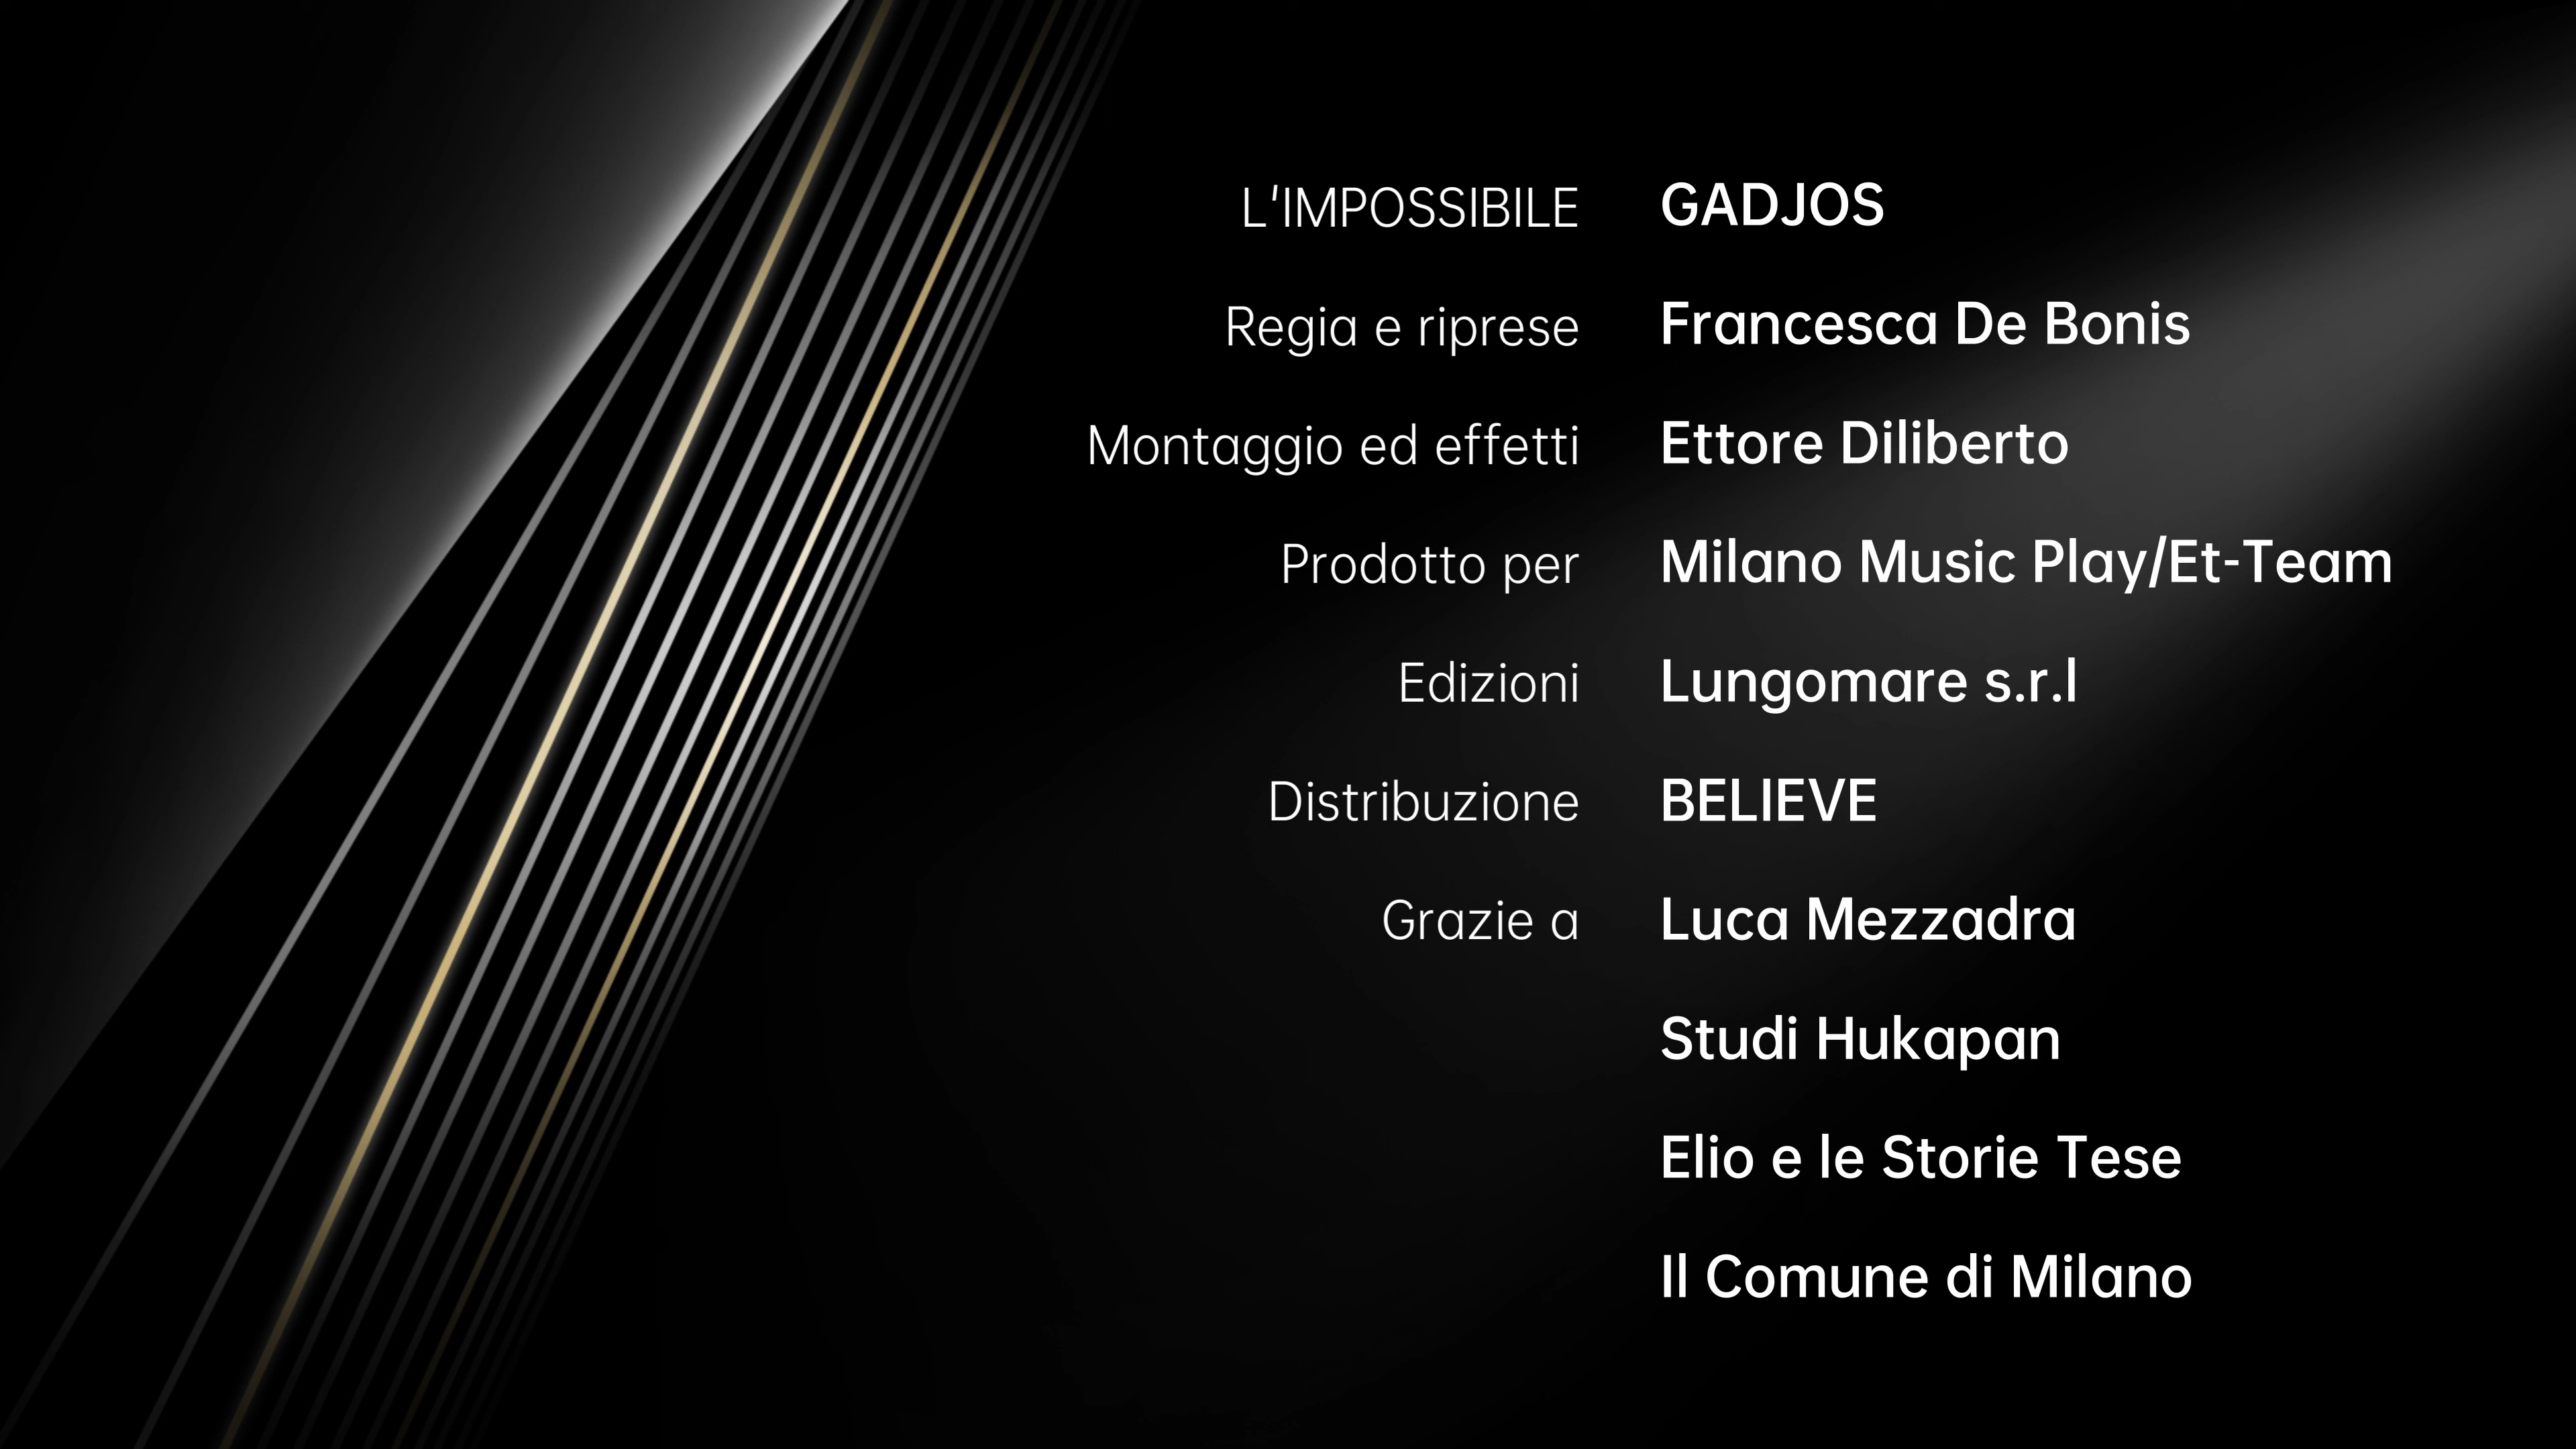 L'IMPOSSIBILE GADJOS
Regia e riprese Francesca De Bonis
Montaggio ed effetti Ettore Diliberto
Prodotto per Milano Music Play/Et-Team
Edizioni Lungomare s.r.l
Distribuzione BELIEVE
Grazie a Luca Mezzadra
Studi Hukapan
Elio e le Storie Tese
Il Comune di Milano